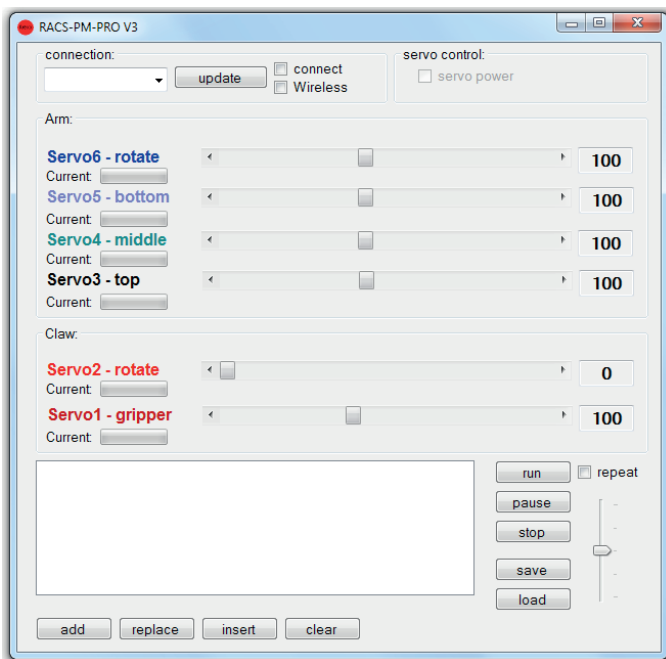 RACS-PM-PRO V3
connection:
update
connect
Wireless
servo control:
servo power
Arm:
Servo6 - rotate
100
Current:
Servo5 - bottom
100
Current:
Servo4 - middle
100
Current:
Servo3 - top
100
Current:
Claw:
Servo2 - rotate
0
Current:
Servo1 - gripper
100
Current:
run
repeat
pause
stop
save
load
add
replace
insert
clear